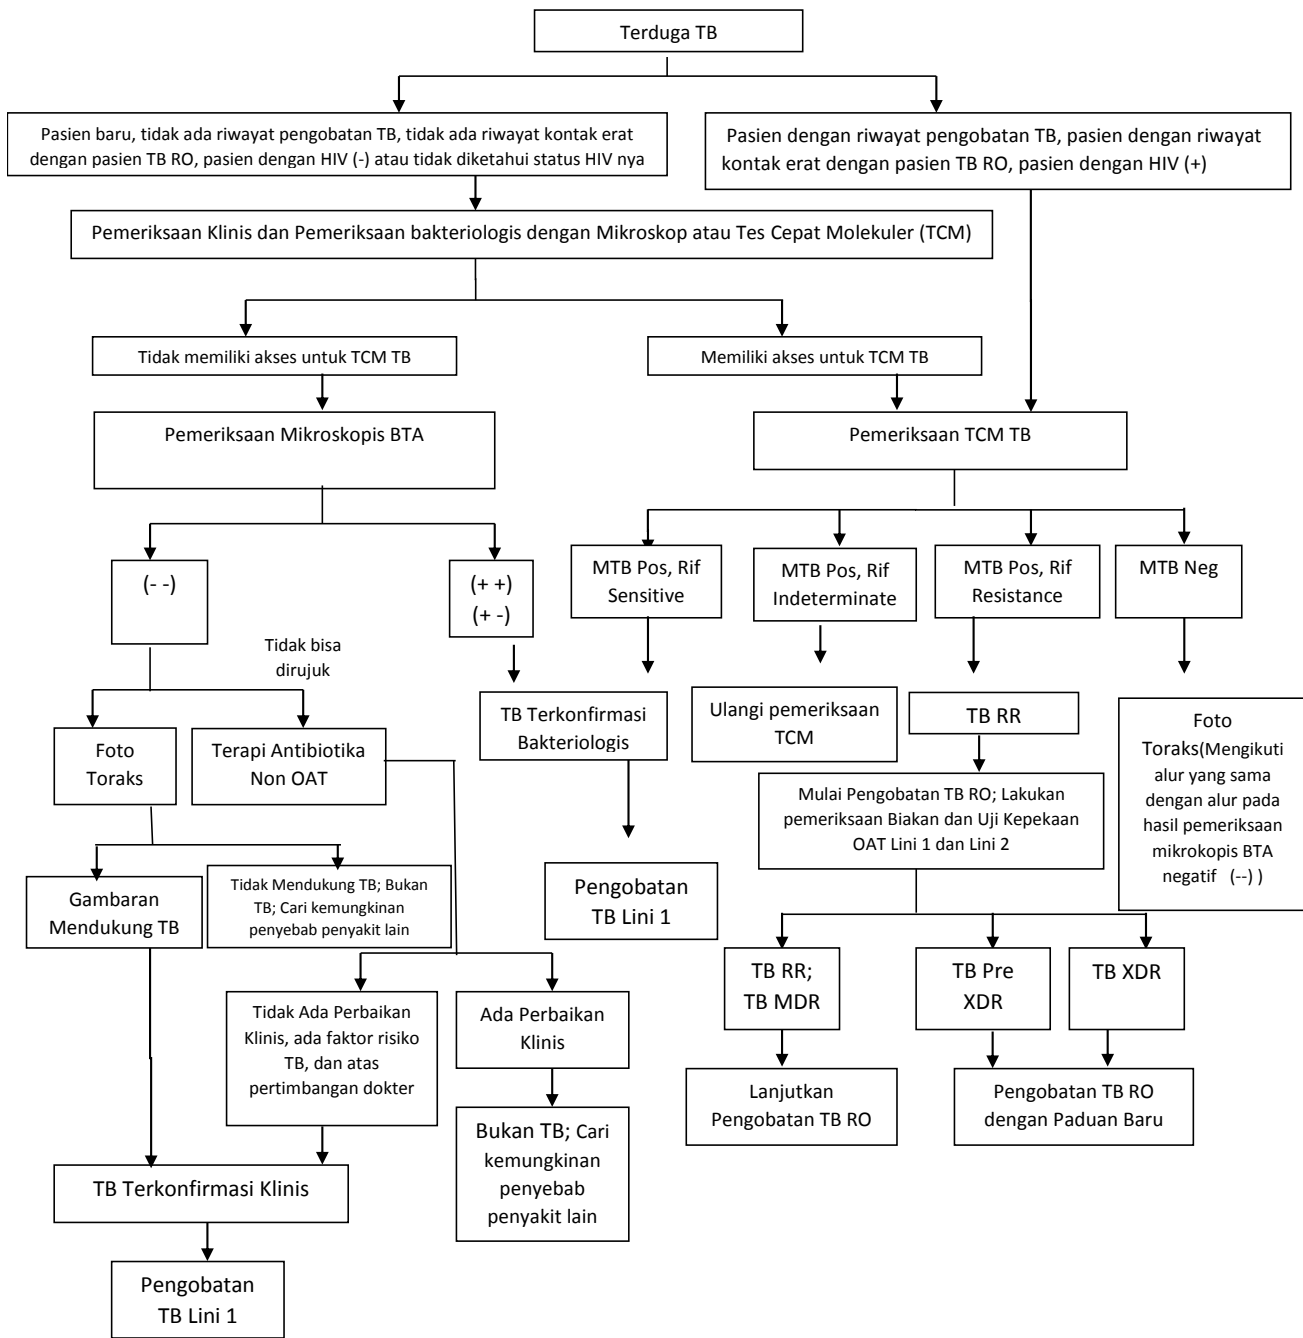 Terduga TB
Pasien baru, tidak ada riwayat pengobatan TB, tidak ada riwayat kontak erat
dengan pasien TB RO, pasien dengan HIV (-) atau tidak diketahui status HIV nya
Pasien dengan riwayat pengobatan TB, pasien dengan riwayat
kontak erat dengan pasien TB RO, pasien dengan HIV (+)
Pemeriksaan Klinis dan Pemeriksaan bakteriologis dengan Mikroskop atau Tes Cepat Molekuler (TCM)
Tidak memiliki akses untuk TCM TB
Memiliki akses untuk TCM TB
Pemeriksaan Mikroskopis BTA
Pemeriksaan TCM TB
(- -)
(+ +)
(+ -)
MTB Pos, Rif
Sensitive
MTB Pos, Rif
Indeterminate
MTB Pos, Rif
Resistance
MTB Neg
Tidak bisa
dirujuk
Foto
Toraks
Terapi Antibiotika
Non OAT
TB Terkonfirmasi
Bakteriologis
Ulangi pemeriksaan
TCM
TB RR
Foto
Toraks(Mengikuti
alur yang sama
dengan alur pada
hasil pemeriksaan
mikrokopis BTA
negatif (--) )
Mulai Pengobatan TB RO; Lakukan
pemeriksaan Biakan dan Uji Kepekaan
OAT Lini 1 dan Lini 2
Gambaran
Mendukung TB
Tidak Mendukung TB; Bukan
TB; Cari kemungkinan
penyebab penyakit lain
Pengobatan
TB Lini 1
TB RR;
TB MDR
TB Pre
XDR
TB XDR
Tidak Ada Perbaikan
Klinis, ada faktor risiko
TB, dan atas
pertimbangan dokter
Ada Perbaikan
Klinis
Lanjutkan
Pengobatan TB RO
Pengobatan TB RO
dengan Paduan Baru
Bukan TB; Cari
kemungkinan
penyebab
penyakit lain
TB Terkonfirmasi Klinis
Pengobatan
TB Lini 1